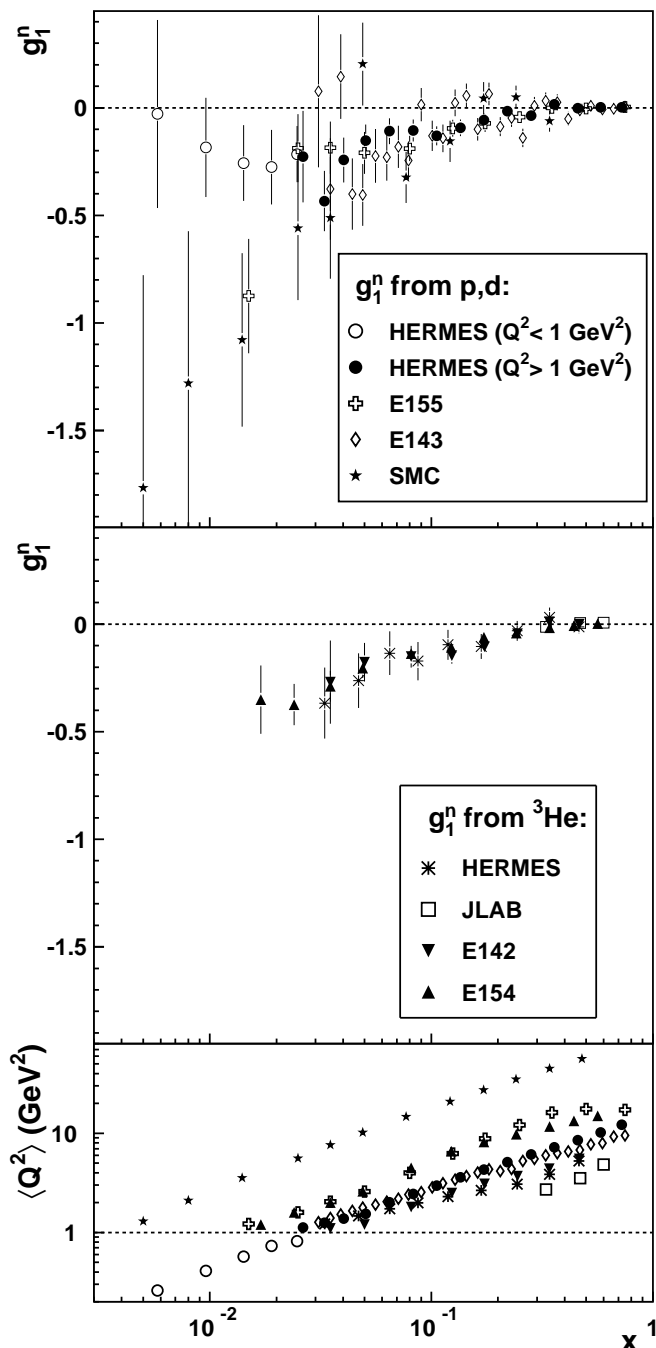 g₁ⁿ
0
-0.5
-1
-1.5
g₁ⁿ from p,d:
HERMES (Q² < 1 GeV²)
HERMES (Q² > 1 GeV²)
E155
E143
SMC
g₁ⁿ
0
-0.5
-1
-1.5
g₁ⁿ from ³He:
HERMES
JLAB
E142
E154
⟨Q²⟩ (GeV²)
10
1
10⁻² 10⁻¹ 1
x